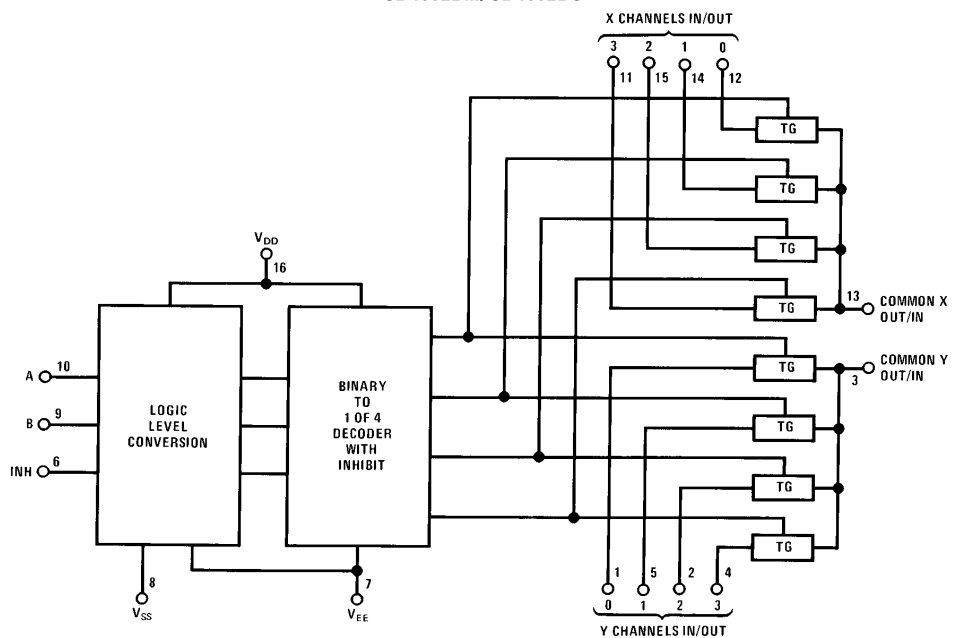 X CHANNELS IN/OUT
3 2 1 0
11 15 14 12
TG
TG
TG
V_DD
16
TG
13
COMMON X
OUT/IN
A 10
B 9
INH 6
LOGIC
LEVEL
CONVERSION
BINARY
TO
1 OF 4
DECODER
WITH
INHIBIT
TG
3
COMMON Y
OUT/IN
TG
TG
TG
8
V_SS
7
V_EE
1 5 2 4
0 1 2 3
Y CHANNELS IN/OUT